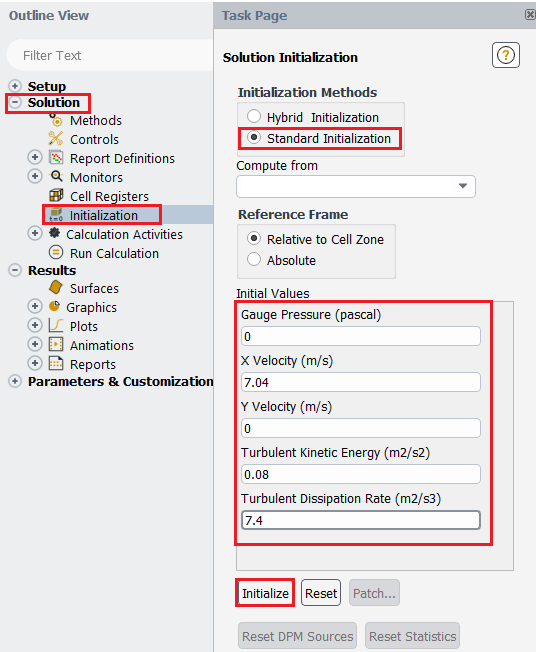 Outline View
Filter Text
Setup
Solution
Methods
Controls
Report Definitions
Monitors
Cell Registers
Initialization
Calculation Activities
Run Calculation
Results
Surfaces
Graphics
Plots
Animations
Reports
Parameters & Customization
Task Page
Solution Initialization
?
Initialization Methods
Hybrid Initialization
Standard Initialization
Compute from
Reference Frame
Relative to Cell Zone
Absolute
Initial Values
Gauge Pressure (pascal)
0
X Velocity (m/s)
7.04
Y Velocity (m/s)
0
Turbulent Kinetic Energy (m2/s2)
0.08
Turbulent Dissipation Rate (m2/s3)
7.4
Initialize Reset Patch...
Reset DPM Sources Reset Statistics